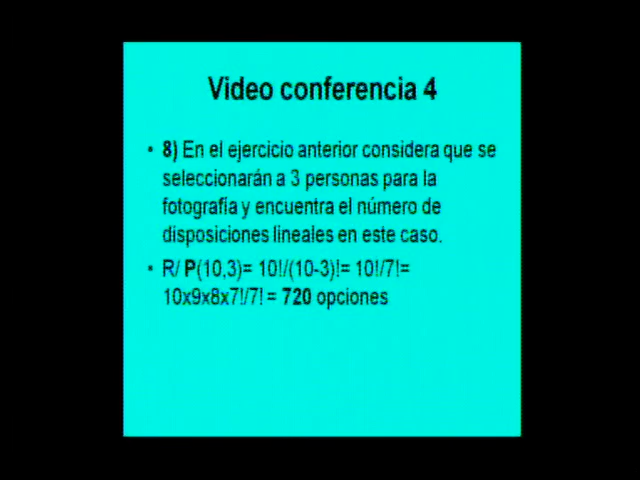 Video conferencia 4
• 8) En el ejercicio anterior considera que se
seleccionarán a 3 personas para la
fotografía y encuentra el número de
disposiciones lineales en este caso.
• R/ P(10,3)= 10!/(10-3)!= 10!/7!=
10x9x8x7!/7! = 720 opciones